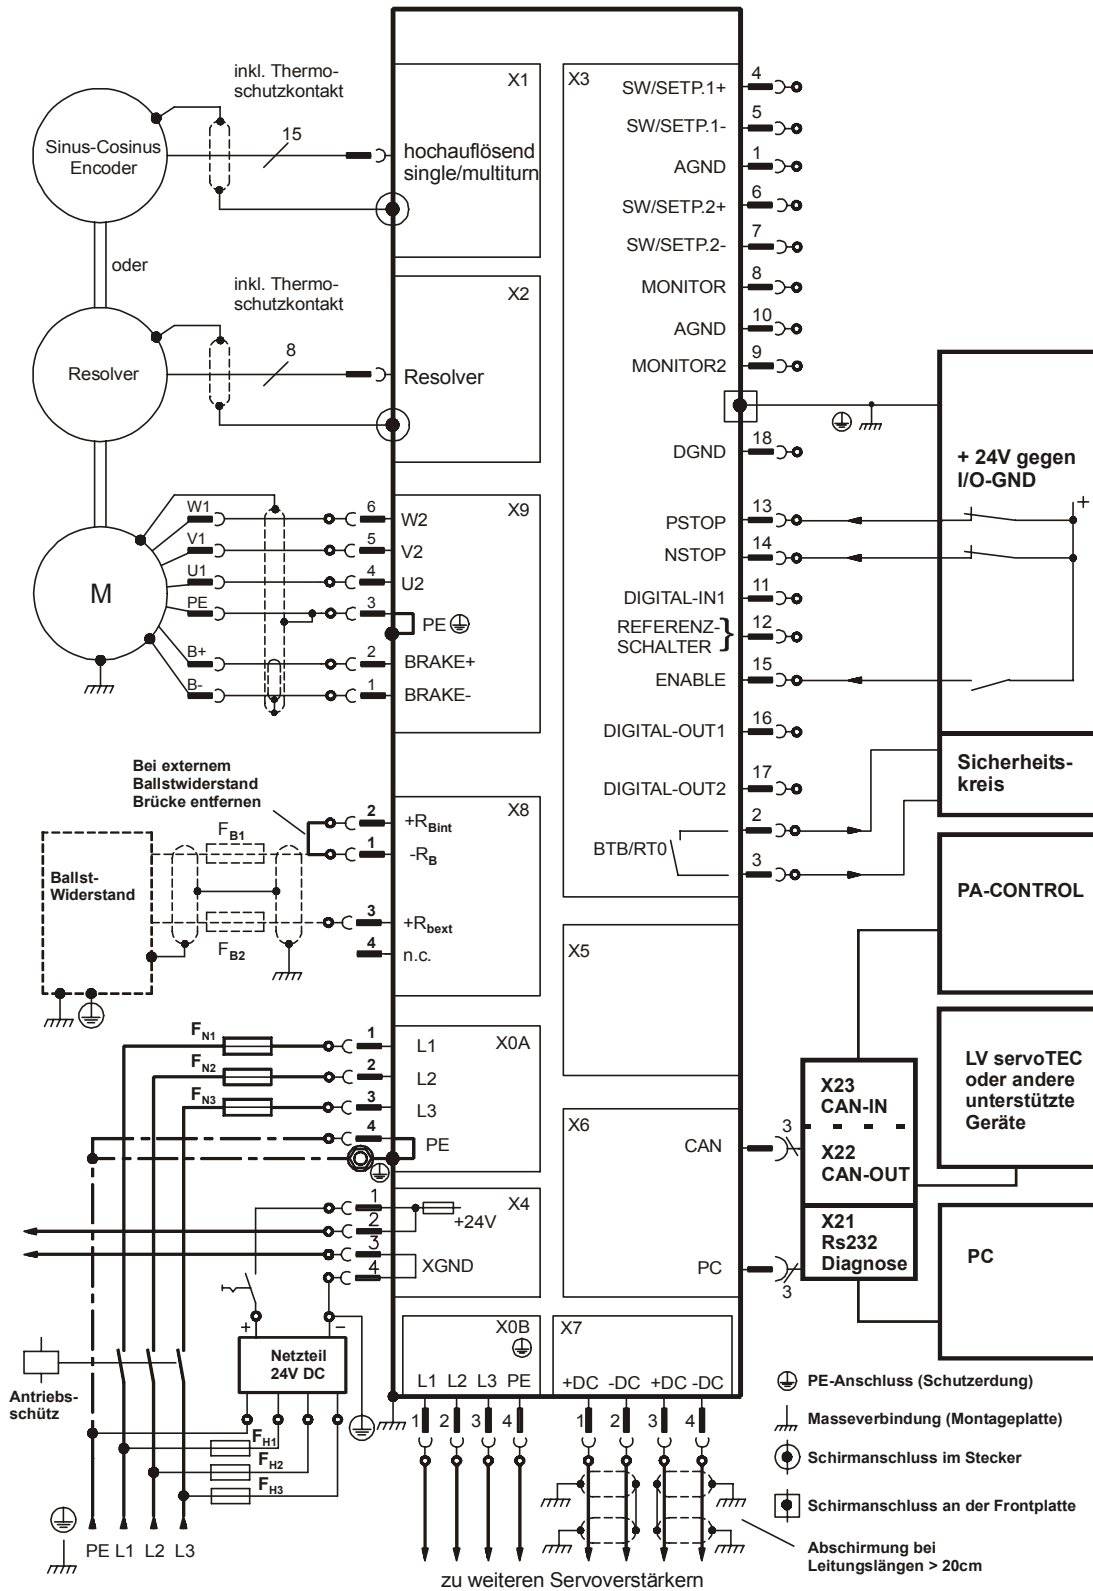 inkl. Thermo-
schutzkontakt
Sinus-Cosinus
Encoder
15
X1
hochauflösend
single/multiturn
oder
inkl. Thermo-
schutzkontakt
Resolver
8
X2
Resolver
M
W1
V1
U1
PE
B+
B-
6
5
4
3
2
1
X9
W2
V2
U2
PE
BRAKE+
BRAKE-
Bei externem
Ballstwiderstand
Brücke entfernen
Ballst-
Widerstand
FB1
FB2
2
1
3
4
X8
+RBint
-RB
+Rbext
n.c.
FN1
FN2
FN3
1
2
3
4
X0A
L1
L2
L3
PE
1
2
3
4
X4
+24V
XGND
+
–
Netzteil
24V DC
Antriebs-
schütz
FH1
FH2
FH3
PE L1 L2 L3
X3
SW/SETP.1+ 4
SW/SETP.1- 5
AGND 1
SW/SETP.2+ 6
SW/SETP.2- 7
MONITOR 8
AGND 10
MONITOR2 9
DGND 18
PSTOP 13
NSTOP 14
DIGITAL-IN1 11
REFERENZ-
SCHALTER } 12
ENABLE 15
DIGITAL-OUT1 16
DIGITAL-OUT2 17
BTB/RT0
2
3
+ 24V gegen
I/O-GND
+
Sicherheits-
kreis
PA-CONTROL
X5
X6
CAN
3
PC
3
X23
CAN-IN
X22
CAN-OUT
X21
Rs232
Diagnose
LV servoTEC
oder andere
unterstützte
Geräte
PC
X0B
L1 L2 L3 PE
1 2 3 4
X7
+DC -DC +DC -DC
1 2 3 4
zu weiteren Servoverstärkern
PE-Anschluss (Schutzerdung)
Masseverbindung (Montageplatte)
Schirmanschluss im Stecker
Schirmanschluss an der Frontplatte
Abschirmung bei
Leitungslängen > 20cm